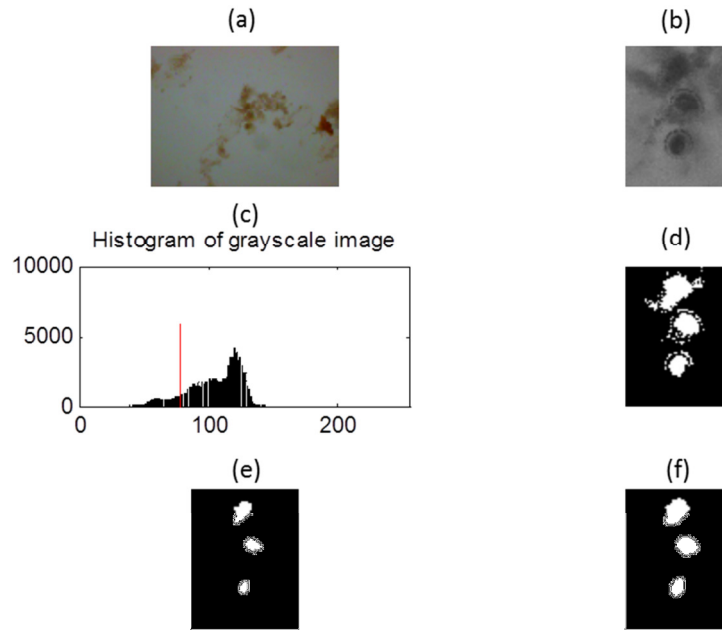 (a)
(b)
(c)
Histogram of grayscale image
10000
5000
0
0
100
200
(d)
(e)
(f)